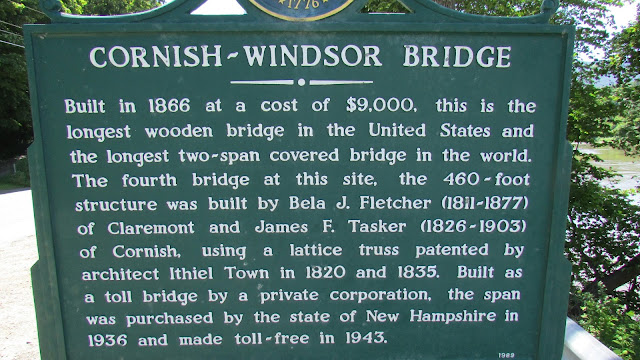 1776
CORNISH-WINDSOR BRIDGE
Built in 1866 at a cost of $9,000, this is the
longest wooden bridge in the United States and
the longest two-span covered bridge in the world.
The fourth bridge at this site, the 460-foot
structure was built by Bela J. Fletcher (1811-1877)
of Claremont and James F. Tasker (1826-1903)
of Cornish, using a lattice truss patented by
architect Ithiel Town in 1820 and 1835. Built as
a toll bridge by a private corporation, the span
was purchased by the state of New Hampshire in
1936 and made toll-free in 1943.
1989